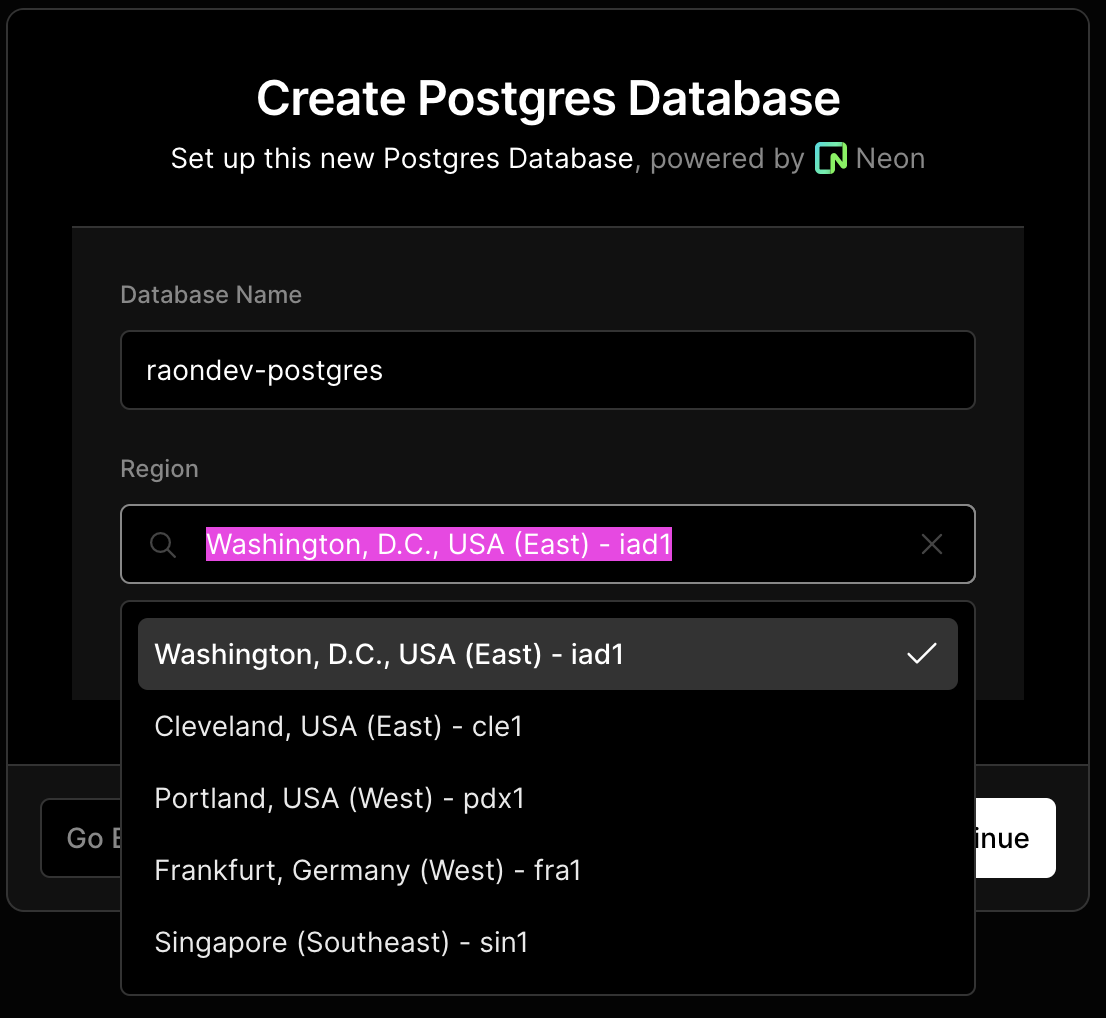 Create Postgres Database
Set up this new Postgres Database, powered by Neon
Database Name
raondev-postgres
Region
Washington, D.C., USA (East) - iad1
Washington, D.C., USA (East) - iad1
Cleveland, USA (East) - cle1
Portland, USA (West) - pdx1
Go inue
Frankfurt, Germany (West) - fra1
Singapore (Southeast) - sin1